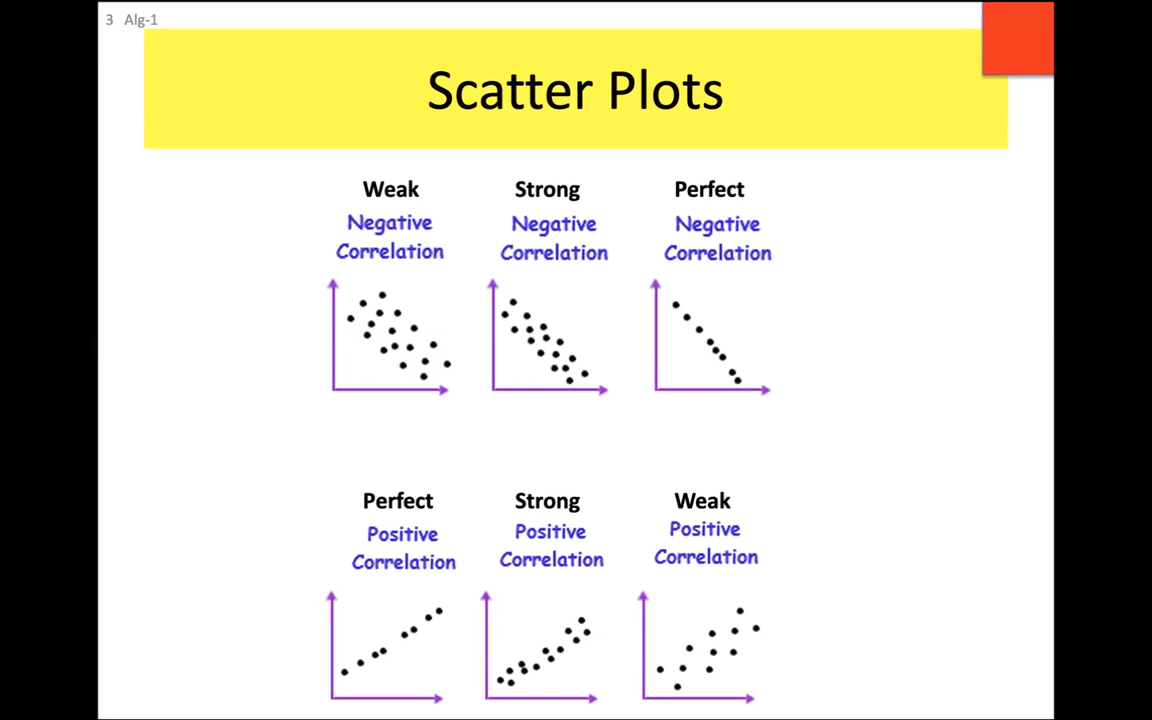 3 Alg-1
Scatter Plots
Weak
Negative
Correlation
Strong
Negative
Correlation
Perfect
Negative
Correlation
Perfect
Positive
Correlation
Strong
Positive
Correlation
Weak
Positive
Correlation